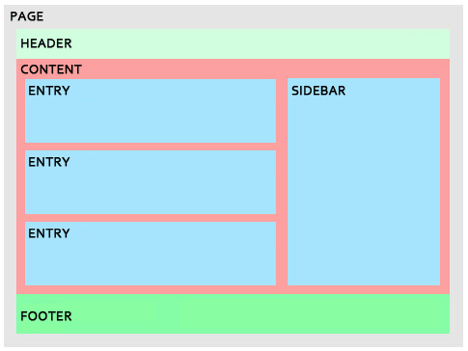 PAGE
HEADER
CONTENT
ENTRY
ENTRY
ENTRY
SIDEBAR
FOOTER